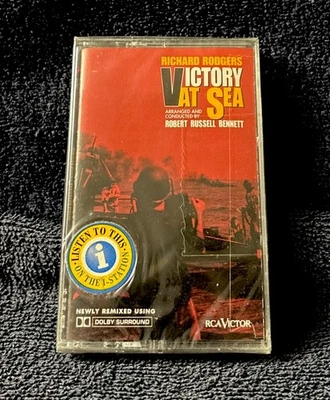 RICHARD RODGERS
VICTORY
AT SEA
ARRANGED AND
CONDUCTED BY
ROBERT RUSSELL BENNETT
LISTEN TO THIS
i
ON THE i-STATION
NEWLY REMIXED USING
DOLBY SURROUND
RCA VICTOR